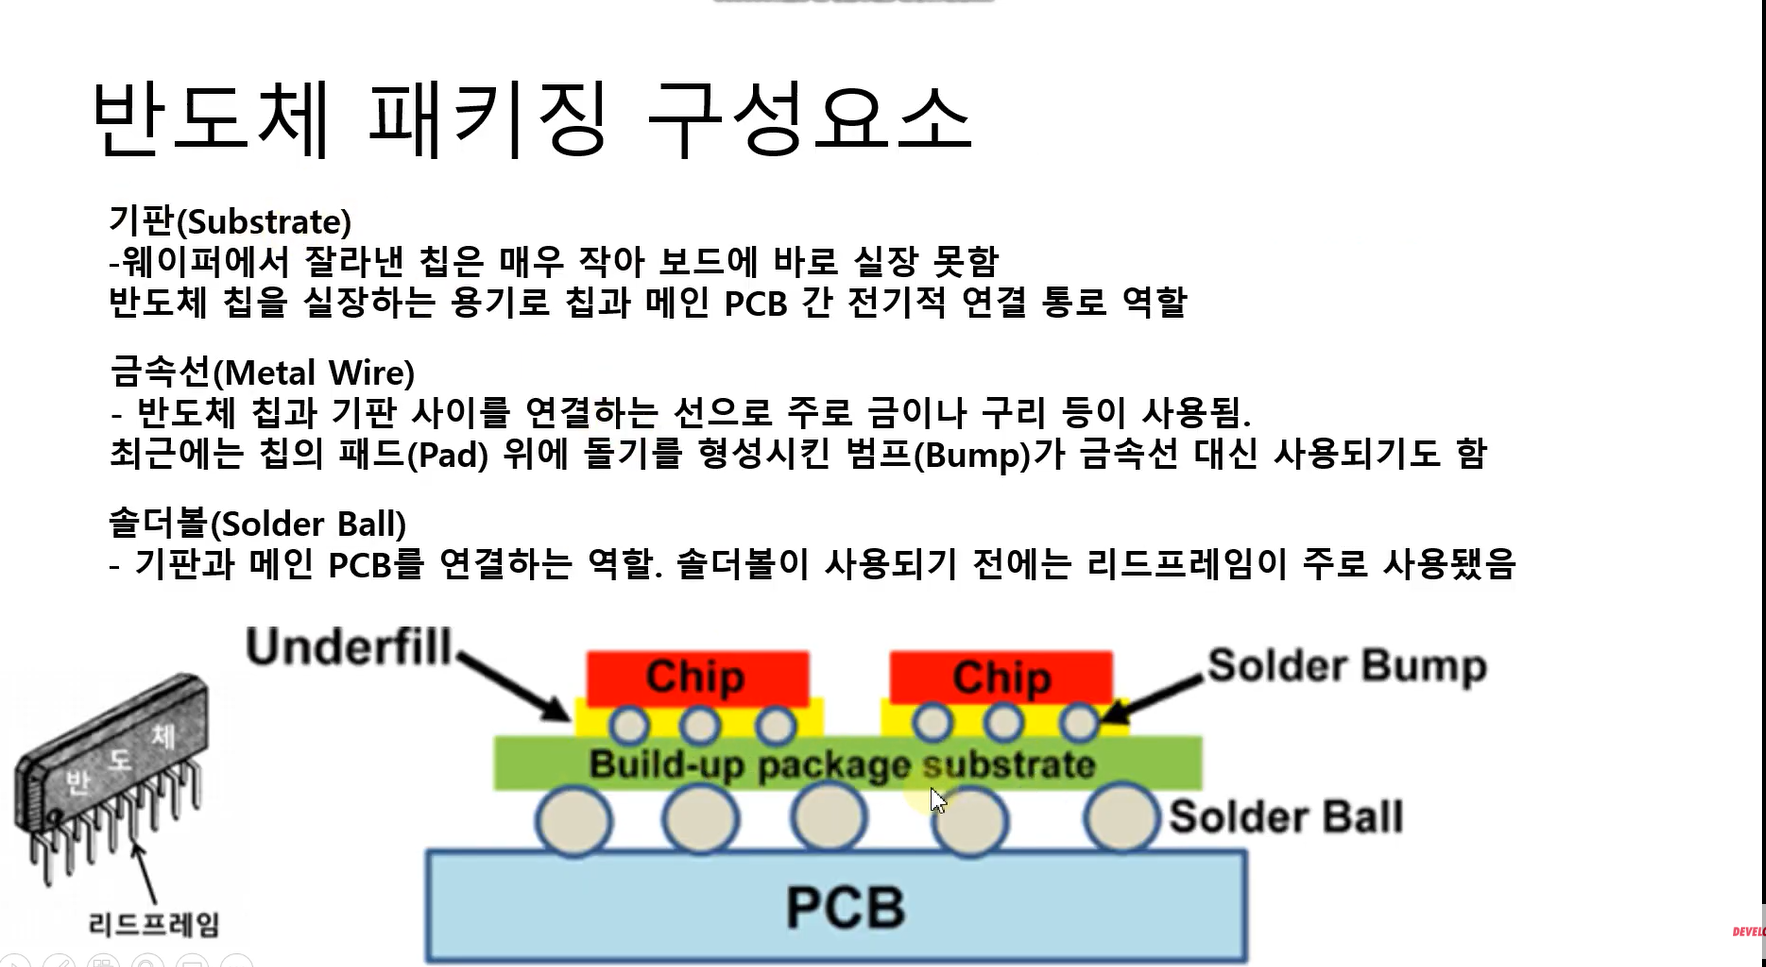 반도체 패키징 구성요소
기판(Substrate)
-웨이퍼에서 잘라낸 칩은 매우 작아 보드에 바로 실장 못함
반도체 칩을 실장하는 용기로 칩과 메인 PCB 간 전기적 연결 통로 역할
금속선(Metal Wire)
- 반도체 칩과 기판 사이를 연결하는 선으로 주로 금이나 구리 등이 사용됨.
최근에는 칩의 패드(Pad) 위에 돌기를 형성시킨 범프(Bump)가 금속선 대신 사용되기도 함
솔더볼(Solder Ball)
- 기판과 메인 PCB를 연결하는 역할. 솔더볼이 사용되기 전에는 리드프레임이 주로 사용됐음
Underfill
Chip
Chip
Solder Bump
반도체
Build-up package substrate
Solder Ball
리드프레임
PCB